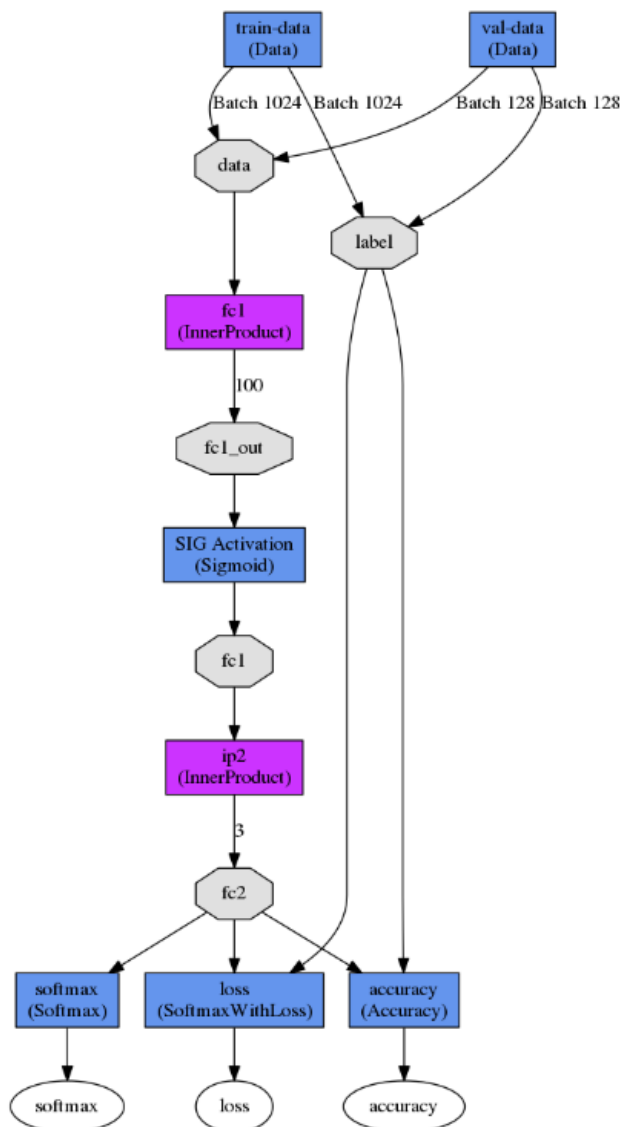 train-data
(Data)
val-data
(Data)
Batch 1024
Batch 1024
Batch 128
Batch 128
data
label
fc1
(InnerProduct)
100
fc1_out
SIG Activation
(Sigmoid)
fc1
ip2
(InnerProduct)
3
fc2
softmax
(Softmax)
loss
(SoftmaxWithLoss)
accuracy
(Accuracy)
softmax
loss
accuracy